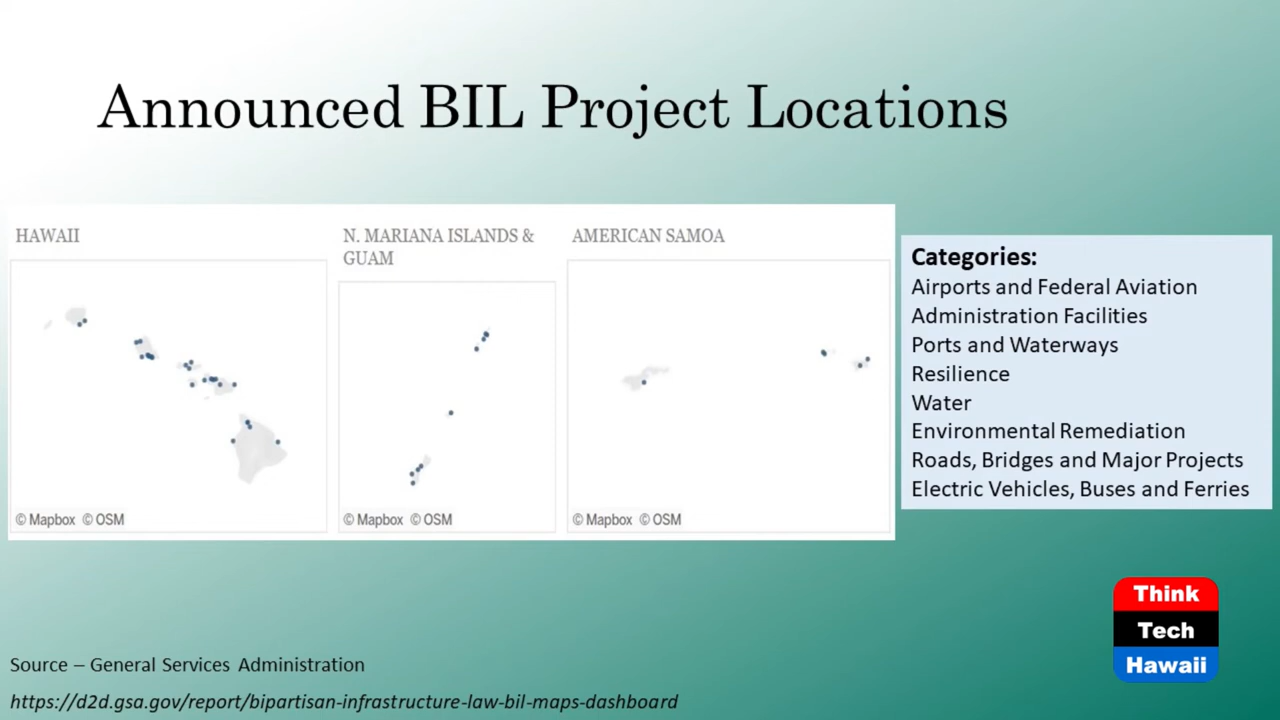 Announced BIL Project Locations
HAWAII
N. MARIANA ISLANDS &
GUAM
AMERICAN SAMOA
© Mapbox © OSM
© Mapbox © OSM
© Mapbox © OSM
Categories:
Airports and Federal Aviation
Administration Facilities
Ports and Waterways
Resilience
Water
Environmental Remediation
Roads, Bridges and Major Projects
Electric Vehicles, Buses and Ferries
Think
Tech
Hawaii
Source – General Services Administration
https://d2d.gsa.gov/report/bipartisan-infrastructure-law-bil-maps-dashboard